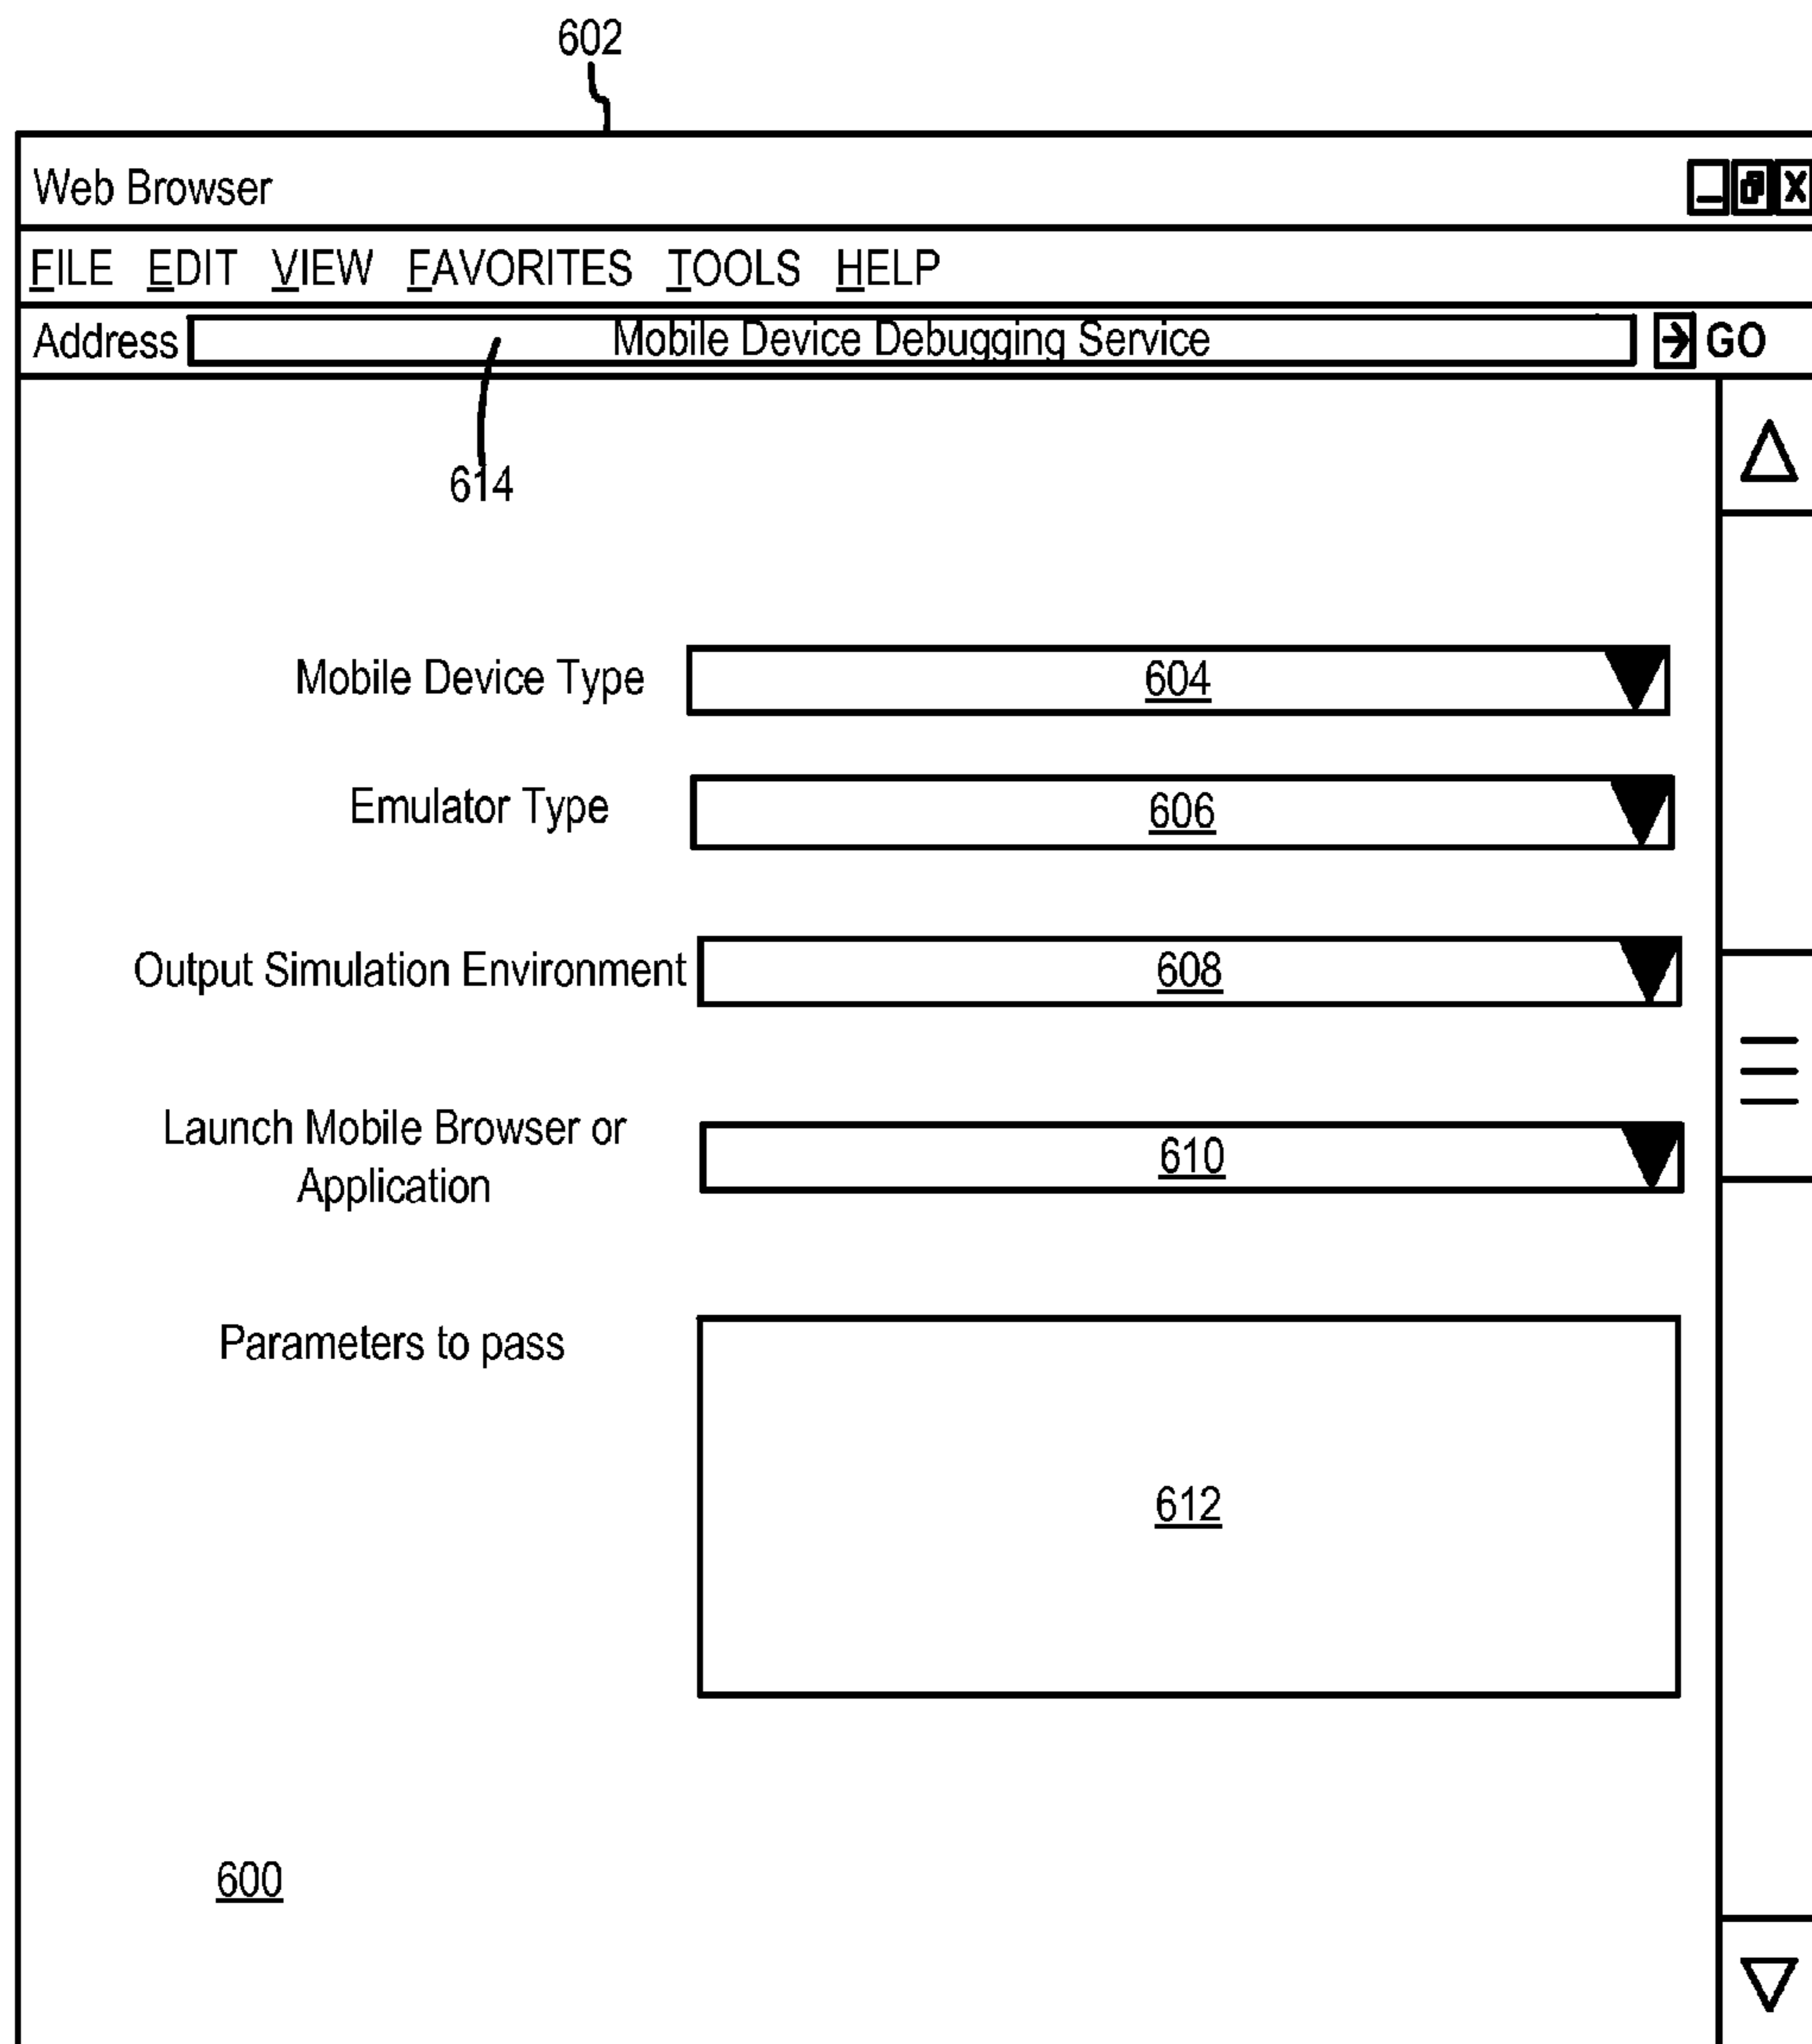 602
Web Browser
FILE EDIT VIEW FAVORITES TOOLS HELP
Address Mobile Device Debugging Service GO
614
Mobile Device Type 604
Emulator Type 606
Output Simulation Environment 608
Launch Mobile Browser or
Application 610
Parameters to pass
612
600